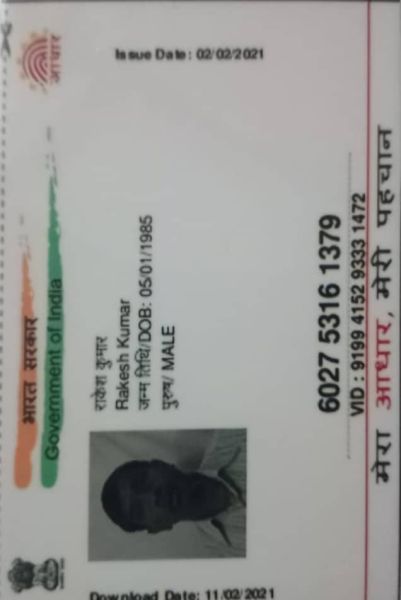 आधार
Issue Date: 02/02/2021
भारत सरकार
Government of India
राकेश कुमार
Rakesh Kumar
जन्म तिथि/DOB: 05/01/1985
पुरुष/ MALE
Download Date: 11/02/2021
6027 5316 1379
VID : 9199 4152 9333 1472
मेरा आधार, मेरी पहचान